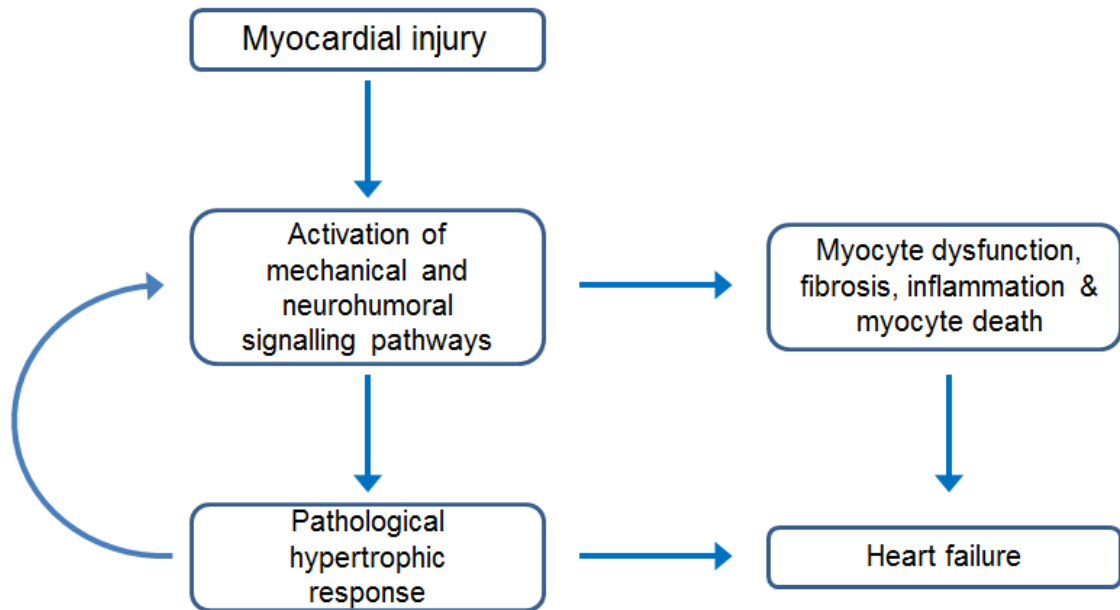 Myocardial injury
Activation of
mechanical and
neurohumoral
signalling pathways
Myocyte dysfunction,
fibrosis, inflammation &
myocyte death
Pathological
hypertrophic
response
Heart failure